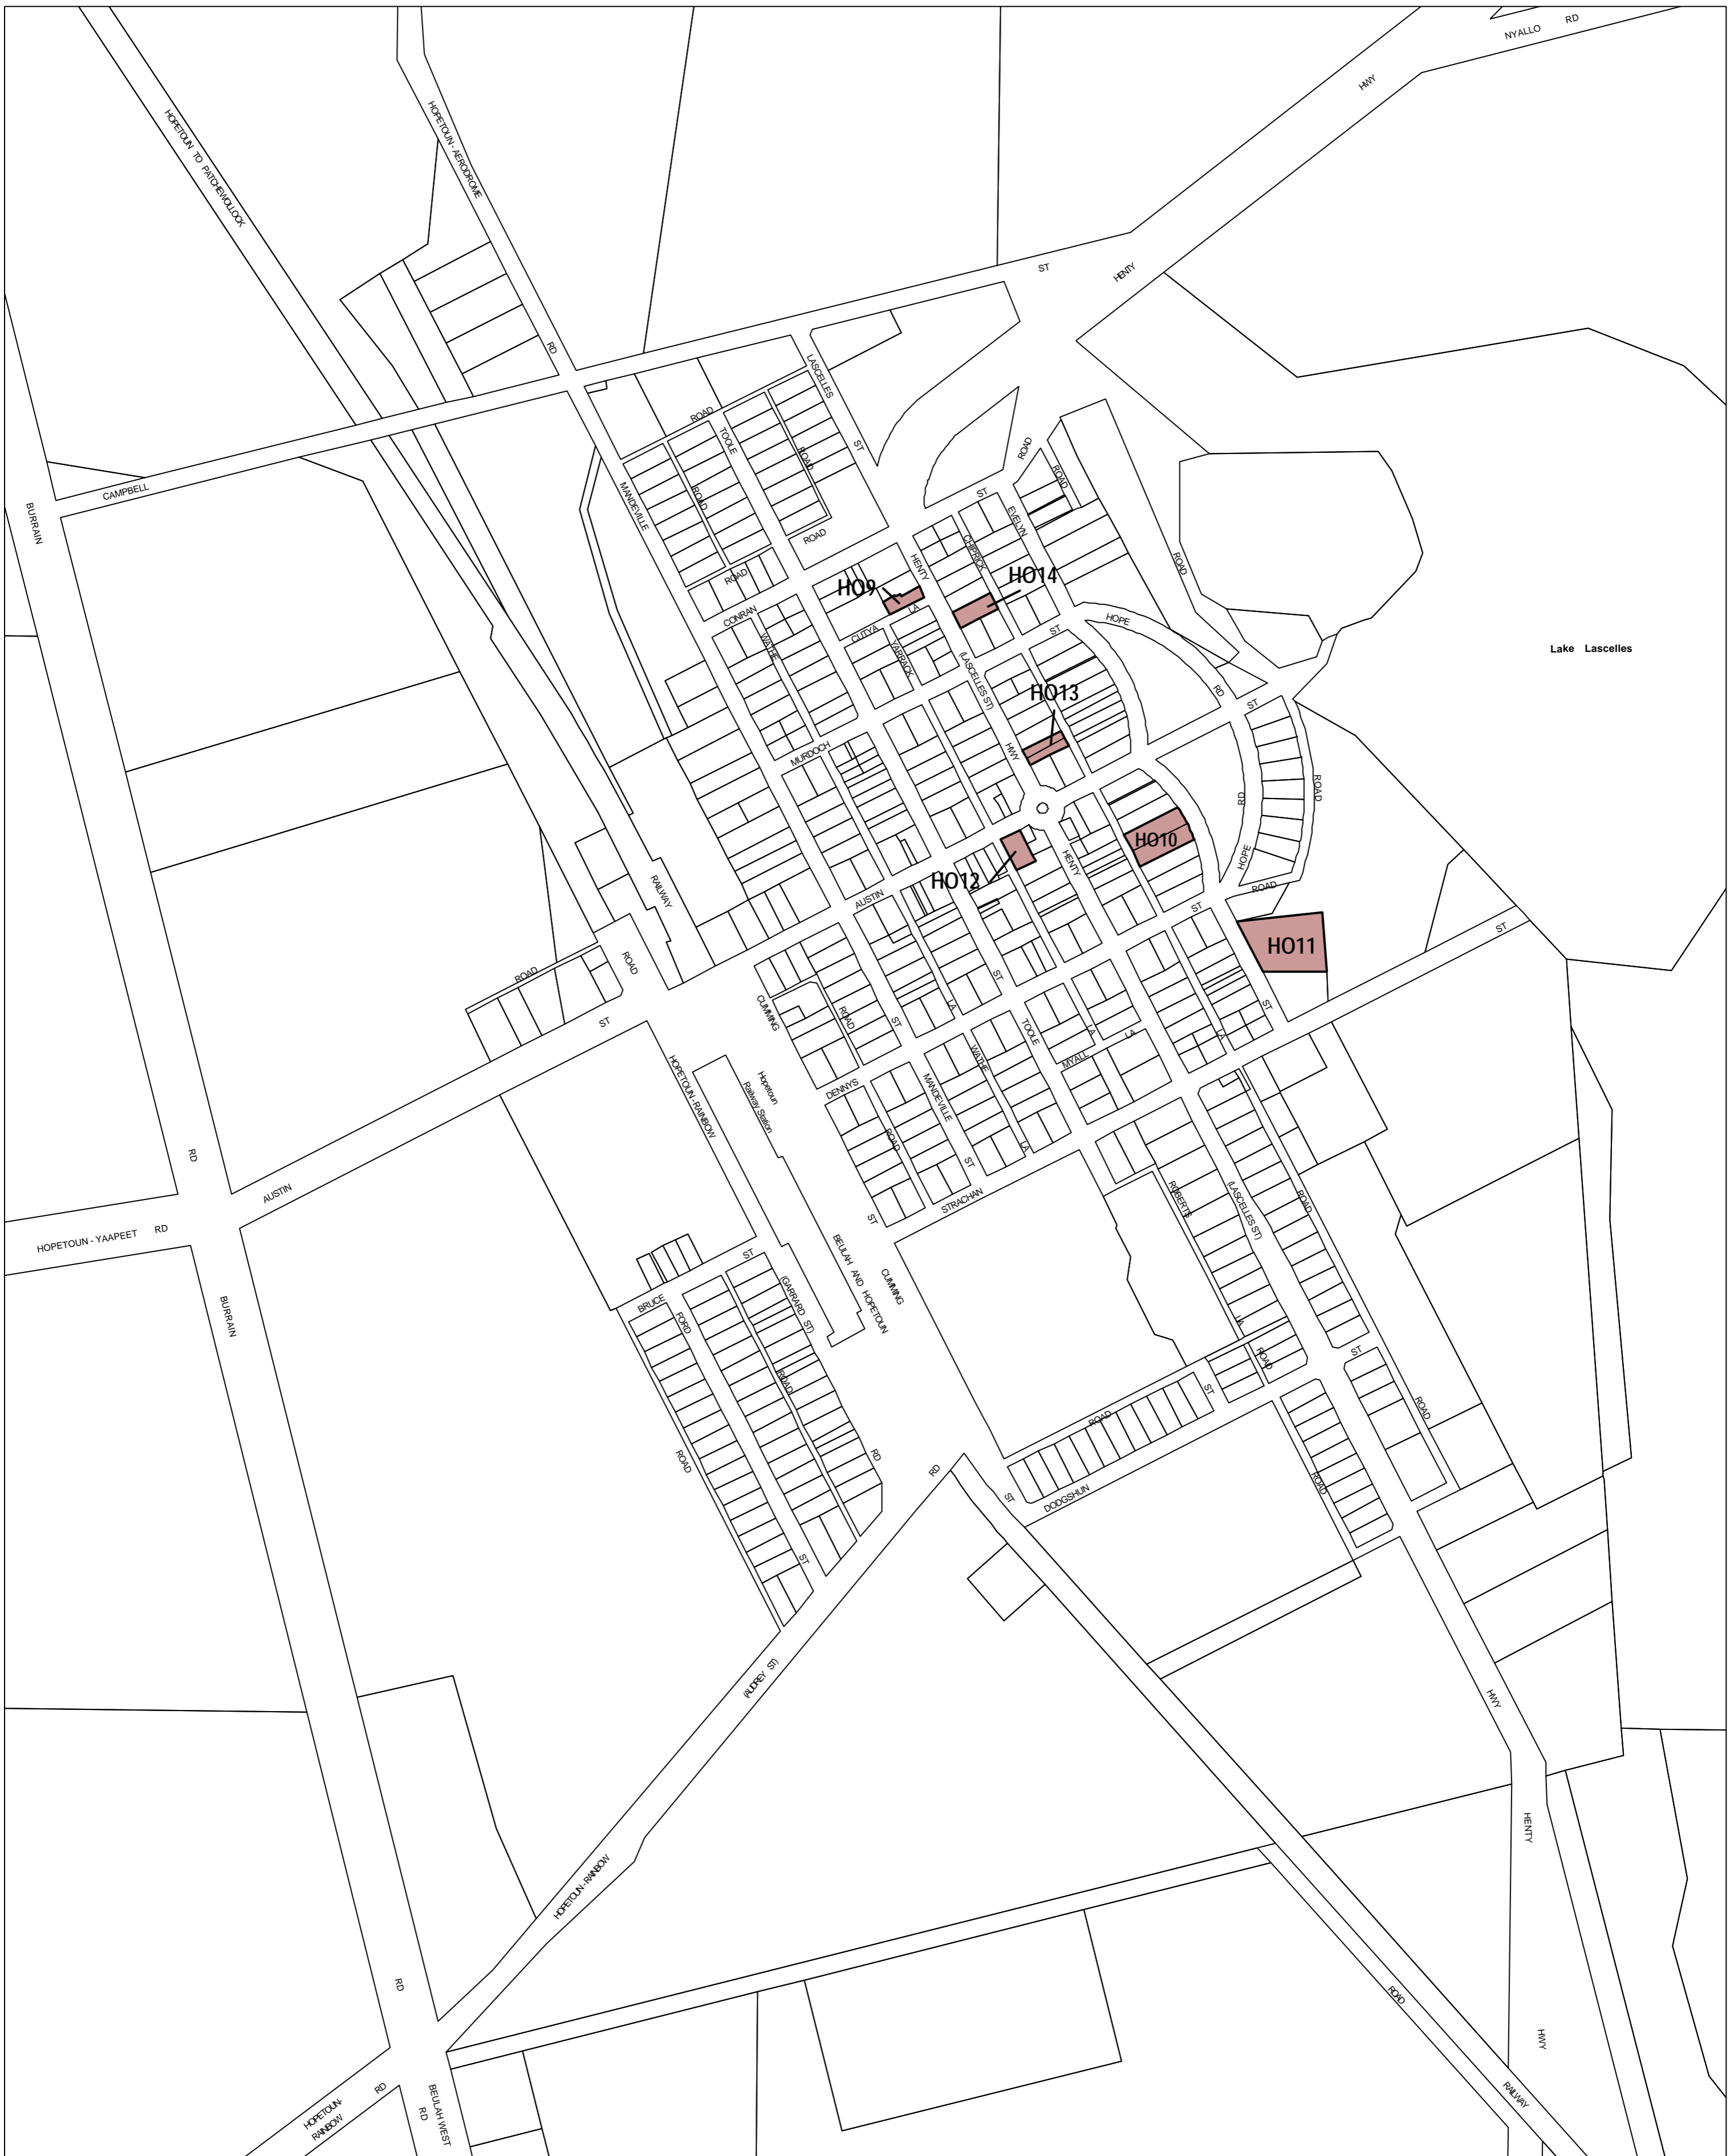 NYALLO RD
HWY
HOPETOUN TO PATCHEWOLLOCK
HOPETOUN - AERODROME
RD
ST
HENTY
LASCELLES
ST
ROAD
TOOLE
ROAD
ROAD
MANDEVILLE
ROAD
ROAD
CAMPBELL
BURRAIN
ROAD
ROAD
ST
EVELYN
CHIPRICK
HENTY
ROAD
HO9
HO14
LA
CONRAN
WATHE
CUTYA
YARRACK
ST
HOPE
RD
ST
Lake Lascelles
(LASCELLES ST)
HO13
HWY
MURDOCH
RD
ROAD
HOPE
ROAD
HO10
HENTY
HO12
AUSTIN
RAILWAY
ST
HO11
ST
ROAD
ROAD
ST
CUMMING
ROAD
ST
LA
ST
TOOLE
LA
LA
MYALL
LA
ST
WATHE
MANDEVILLE
DENNYS
ROAD
LA
ST
HOPETOUN - RAINBOW
Hopetoun
Railway Station
RD
AUSTIN
HOPETOUN - YAAPEET RD
STRACHAN
ST
ROBERTS
(LASCELLES ST)
ROAD
BEULAH AND HOPETOUN
CUMMING
ST
(GARRARD ST)
BRUCE
FORD
BURRAIN
LA
ROAD
ST
ROAD
ST
ROAD
ROAD
ROAD
RD
RD
ST
DODGSHUN
ROAD
ST
(AUDREY ST)
HWY
HOPETOUN - RAINBOW
HENTY
RD
ROAD
HWY
RAILWAY
HOPETOUN-
RAINBOW
RD
BEULAH WEST
RD